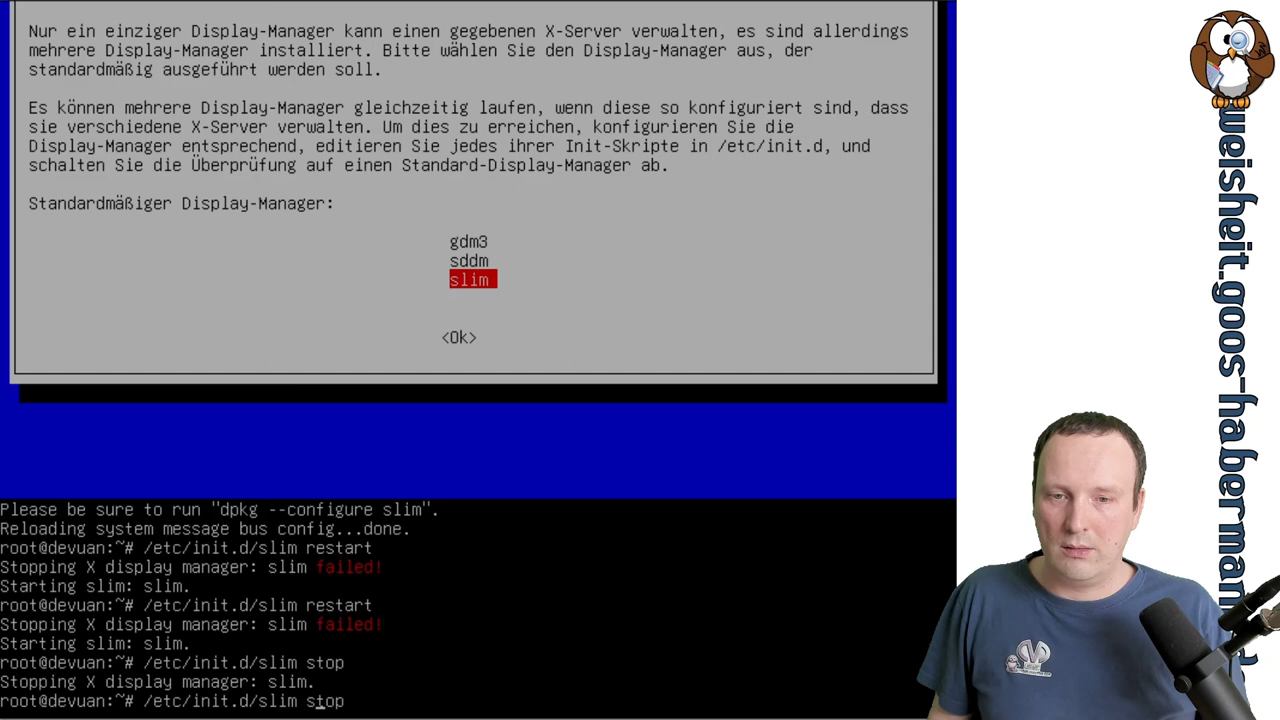 Nur ein einziger Display-Manager kann einen gegebenen X-Server verwalten, es sind allerdings
mehrere Display-Manager installiert. Bitte wählen Sie den Display-Manager aus, der
standardmäßig ausgeführt werden soll.
Es können mehrere Display-Manager gleichzeitig laufen, wenn diese so konfiguriert sind, dass
sie verschiedene X-Server verwalten. Um dies zu erreichen, konfigurieren Sie die
Display-Manager entsprechend, editieren Sie jedes ihrer Init-Skripte in /etc/init.d, und
schalten Sie die Überprüfung auf einen Standard-Display-Manager ab.
Standardmäßiger Display-Manager:
gdm3
sddm
slim
<Ok>
Please be sure to run "dpkg --configure slim".
Reloading system message bus config...done.
root@devuan:~# /etc/init.d/slim restart
Stopping X display manager: slim failed!
Starting slim: slim.
root@devuan:~# /etc/init.d/slim restart
Stopping X display manager: slim failed!
Starting slim: slim.
root@devuan:~# /etc/init.d/slim stop
Stopping X display manager: slim.
root@devuan:~# /etc/init.d/slim stop